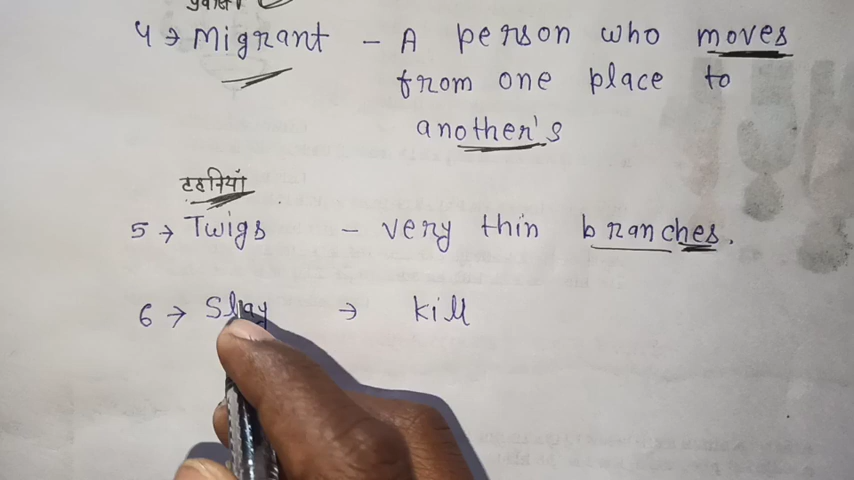 4 → Migrant - A person who moves
from one place to
another's
टहनियाँ
5 → Twigs - very thin branches.
6 → Slay → kill